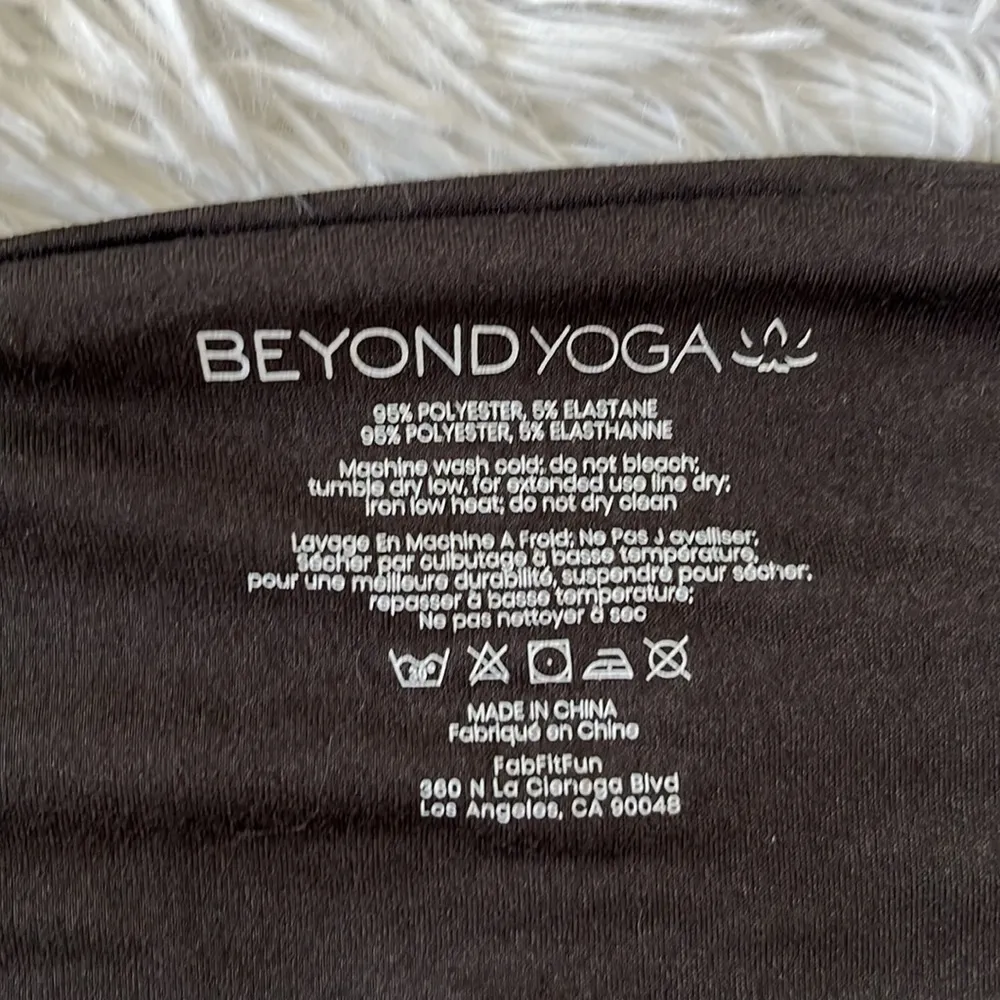 BEYOND YOGA
95% POLYESTER, 5% ELASTANE
95% POLYESTER, 5% ELASTHANNE
Machine wash cold; do not bleach;
tumble dry low, for extended use line dry;
Iron low heat; do not dry clean
Lavage En Machine A Froid; Ne Pas J avelliser;
sécher par culbutage à basse température,
pour une meilleure durabilité, suspendre pour sécher;
repasser à basse temporature;
Ne pas nettoyer à sec
30°
MADE IN CHINA
Fabriqué en Chine
FabFitFun
360 N La Cienega Blvd
Los Angeles, CA 90048